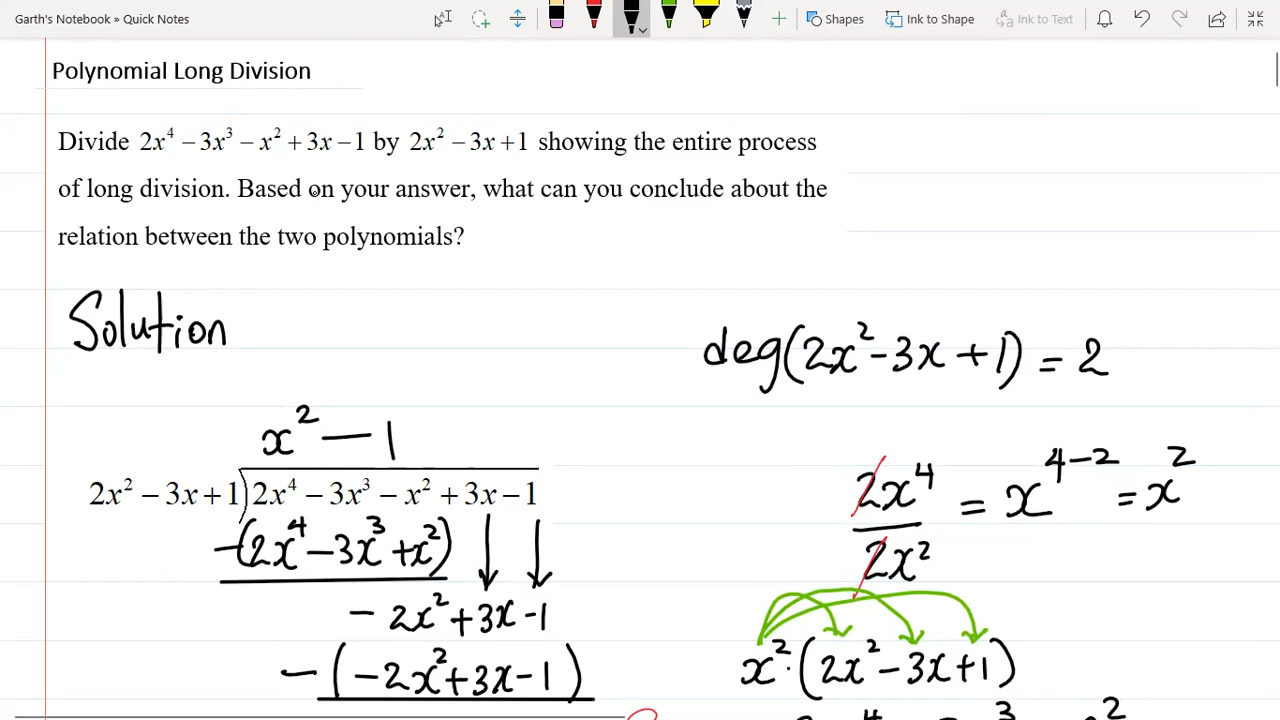 Garth's Notebook » Quick Notes
Shapes Ink to Shape Ink to Text
Polynomial Long Division
Divide 2x⁴ − 3x³ − x² + 3x − 1 by 2x² − 3x + 1 showing the entire process
of long division. Based on your answer, what can you conclude about the
relation between the two polynomials?
Solution
deg(2x² − 3x + 1) = 2
x² − 1
2x² − 3x + 1)2x⁴ − 3x³ − x² + 3x − 1
−(2x⁴ − 3x³ + x²)
− 2x² + 3x − 1
− (−2x² + 3x − 1)
2x⁴ = x⁴⁻² = x²
2x²
x² · (2x² − 3x + 1)